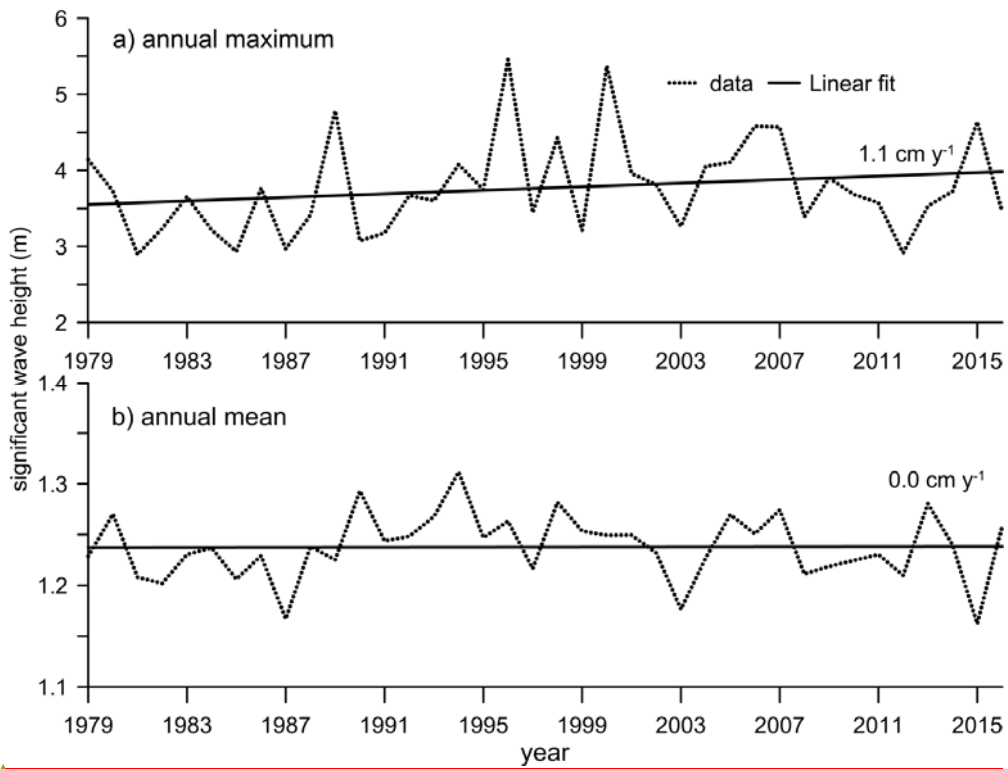 6
a) annual maximum
5
data
Linear fit
4
1.1 cm y⁻¹
3
2
1979 1983 1987 1991 1995 1999 2003 2007 2011 2015
significant wave height (m)
1.4
b) annual mean
1.3
0.0 cm y⁻¹
1.2
1.1
1979 1983 1987 1991 1995 1999 2003 2007 2011 2015
year